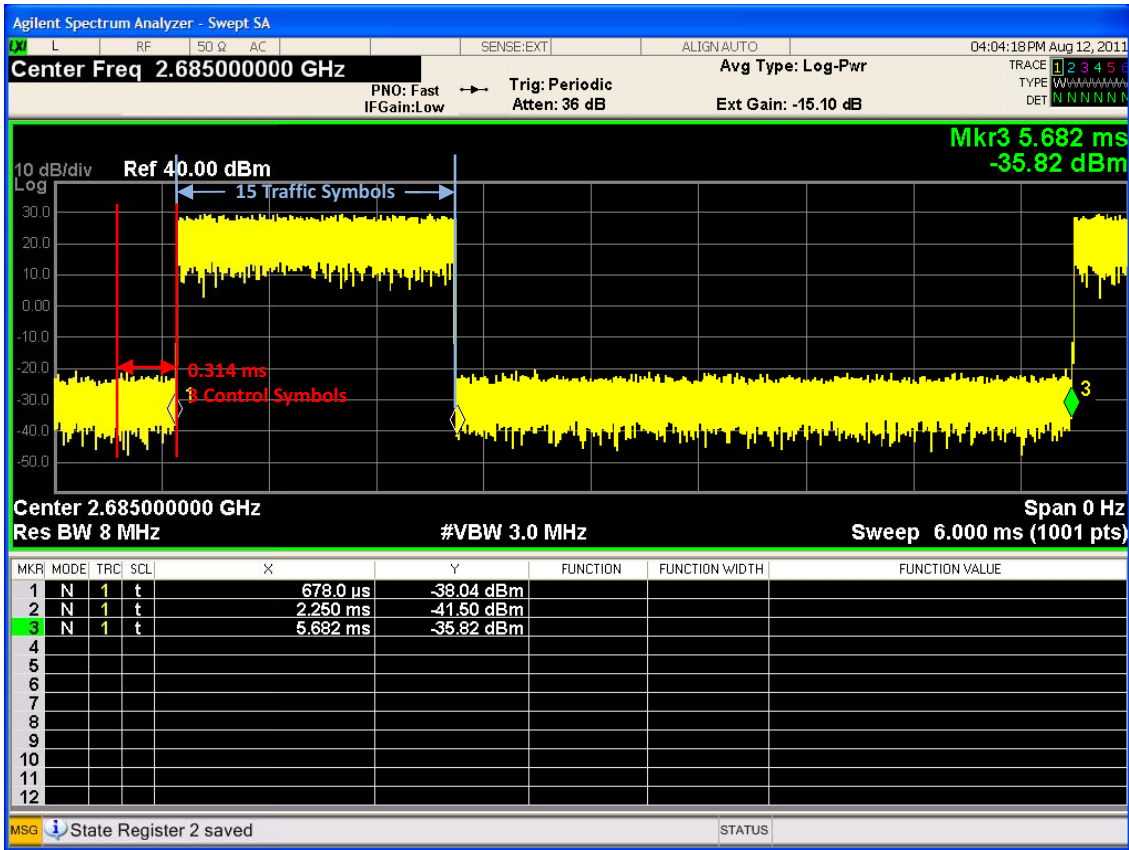 Agilent Spectrum Analyzer - Swept SA
LXI L RF 50 Ω AC SENSE:EXT ALIGN AUTO 04:04:18 PM Aug 12, 2011
Center Freq 2.685000000 GHz
PNO: Fast
IFGain:Low
Trig: Periodic
Atten: 36 dB
Avg Type: Log-Pwr
Ext Gain: -15.10 dB
TRACE 1 2 3 4 5 6
TYPE WWWWWW
DET N N N N N N
Mkr3 5.682 ms
-35.82 dBm
10 dB/div Ref 40.00 dBm
Log
15 Traffic Symbols
30.0
20.0
10.0
0.00
-10.0
-20.0
-30.0
-40.0
-50.0
0.314 ms
3 Control Symbols
1
3
Center 2.685000000 GHz Span 0 Hz
Res BW 8 MHz #VBW 3.0 MHz Sweep 6.000 ms (1001 pts)
MKR MODE TRC SCL X Y FUNCTION FUNCTION WIDTH FUNCTION VALUE
1 N 1 t 678.0 µs -38.04 dBm
2 N 1 t 2.250 ms -41.50 dBm
3 N 1 t 5.682 ms -35.82 dBm
4
5
6
7
8
9
10
11
12
MSG State Register 2 saved STATUS